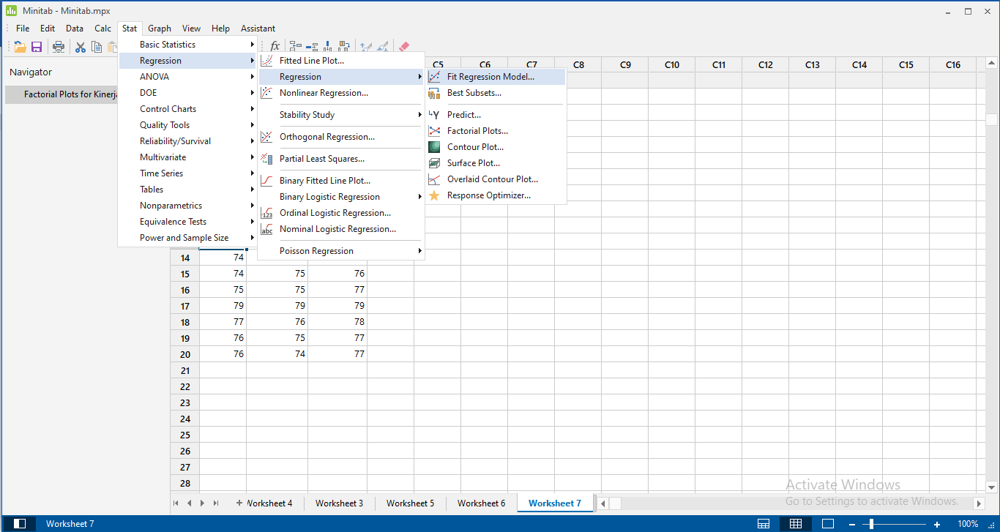 Minitab - Minitab.mpx
File Edit Data Calc Stat Graph View Help Assistant
fx
Navigator
Factorial Plots for Kinerja
Basic Statistics
Regression
ANOVA
DOE
Control Charts
Quality Tools
Reliability/Survival
Multivariate
Time Series
Tables
Nonparametrics
Equivalence Tests
Power and Sample Size
Fitted Line Plot...
Regression
Nonlinear Regression...
Stability Study
Orthogonal Regression...
Partial Least Squares...
Binary Fitted Line Plot...
Binary Logistic Regression
123 Ordinal Logistic Regression...
abc Nominal Logistic Regression...
Poisson Regression
Fit Regression Model...
Best Subsets...
Y Predict...
Factorial Plots...
Contour Plot...
Surface Plot...
Overlaid Contour Plot...
Response Optimizer...
C5 C6 C7 C8 C9 C10 C11 C12 C13 C14 C15 C16
14 74
15 74 75 76
16 75 75 77
17 79 79 79
18 77 76 78
19 76 75 77
20 76 74 77
21
22
23
24
25
26
27
28
Activate Windows
Go to Settings to activate Windows.
+ Worksheet 4 Worksheet 3 Worksheet 5 Worksheet 6 Worksheet 7
Worksheet 7 100%